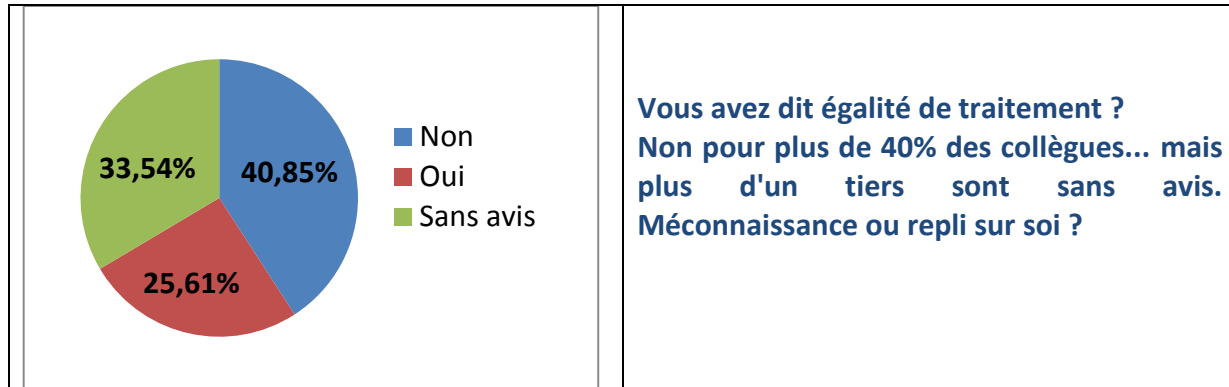 Non
33,54%
40,85%
Oui
Sans avis
25,61%
Vous avez dit égalité de traitement ?
Non pour plus de 40% des collègues... mais
plus d'un tiers sont sans avis.
Méconnaissance ou repli sur soi ?